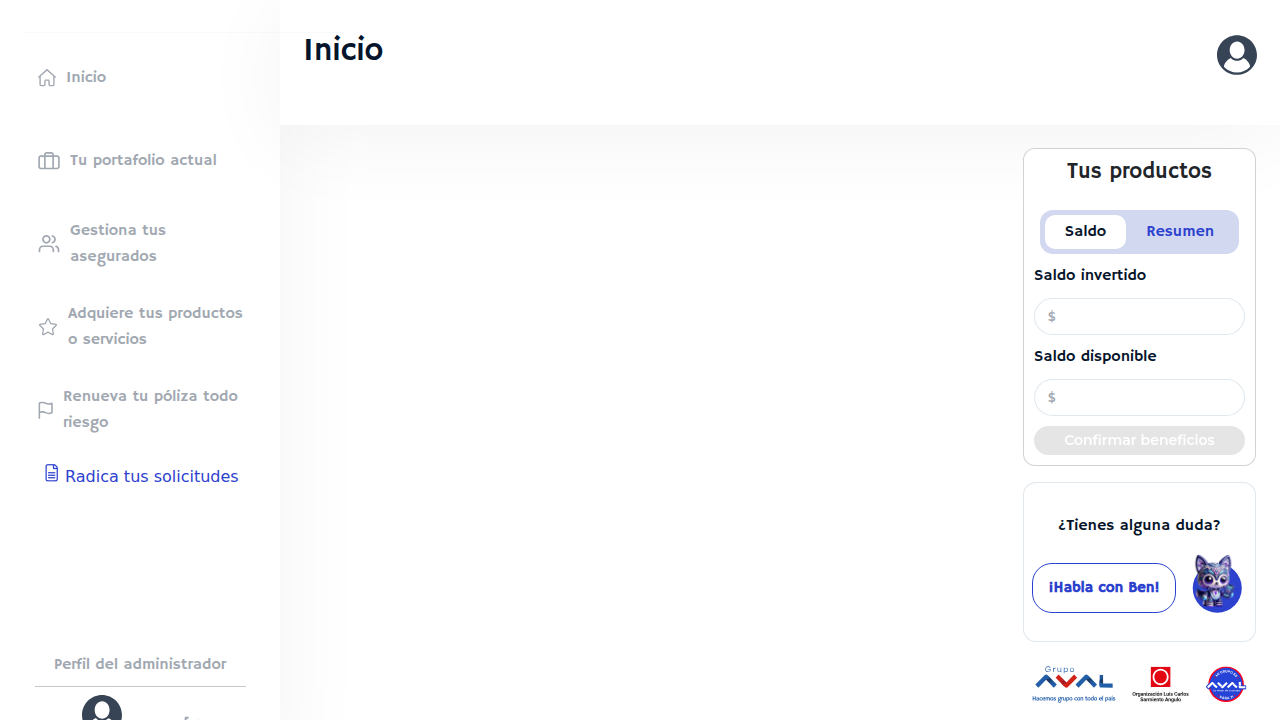 Inicio
Inicio
Tu portafolio actual
Gestiona tus
asegurados
Adquiere tus productos
o servicios
Renueva tu póliza todo
riesgo
Radica tus solicitudes
Perfil del administrador
Tus productos
Saldo Resumen
Saldo invertido
$
Saldo disponible
$
Confirmar beneficios
¿Tienes alguna duda?
¡Habla con Ben!
Grupo
AVAL
Hacemos grupo con todo el país
Organización Luis Carlos
Sarmiento Angulo
AVAL